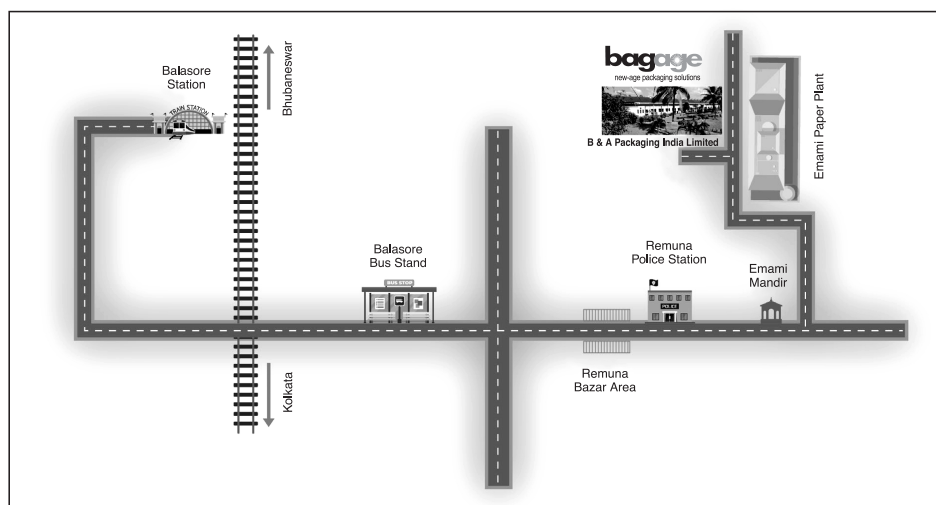 Balasore
Station
TRAIN STATION
Bhubaneswar
Kolkata
Balasore
Bus Stand
BUS STOP
bagage
new-age packaging solutions
B & A Packaging India Limited
Emami Paper Plant
Remuna
Police Station
POLICE
Emami
Mandir
Remuna
Bazar Area